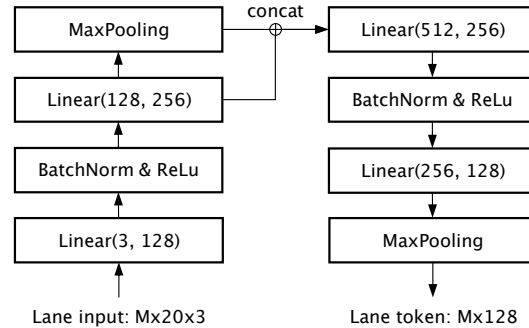 concat
MaxPooling
Linear(128, 256)
BatchNorm & ReLu
Linear(3, 128)
Lane input: Mx20x3
Linear(512, 256)
BatchNorm & ReLu
Linear(256, 128)
MaxPooling
Lane token: Mx128